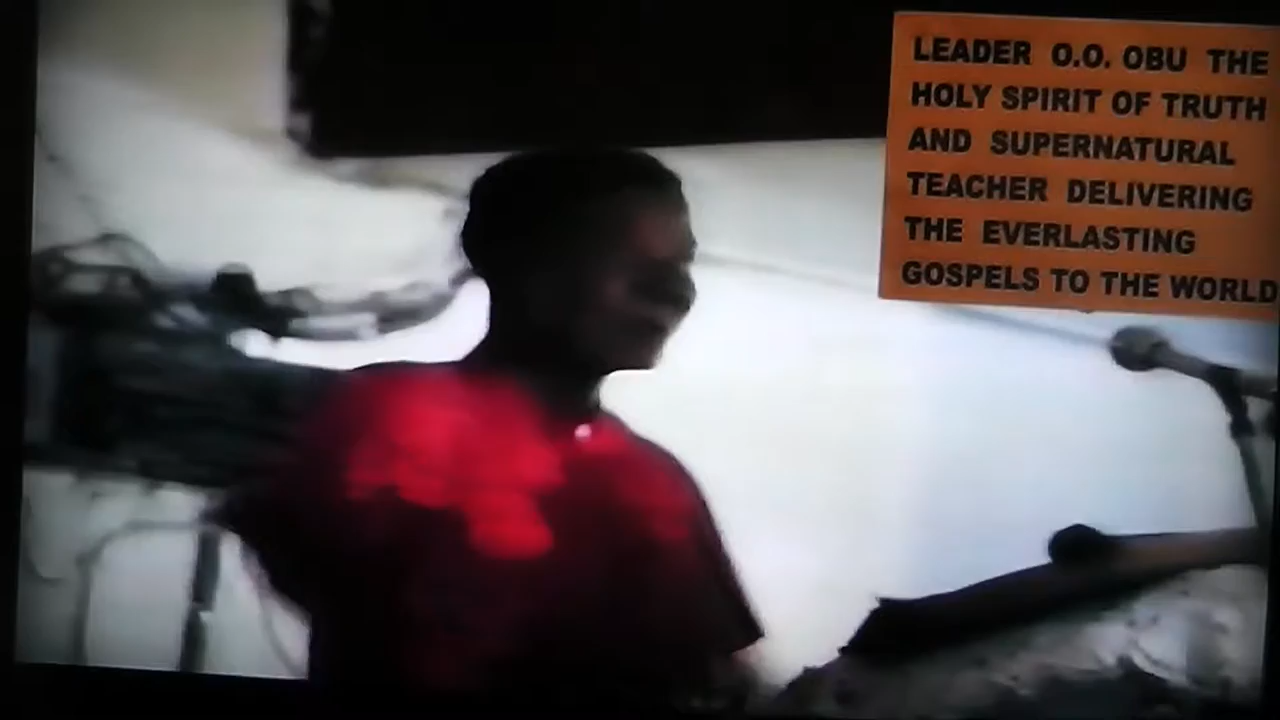 LEADER O.O. OBU THE
HOLY SPIRIT OF TRUTH
AND SUPERNATURAL
TEACHER DELIVERING
THE EVERLASTING
GOSPELS TO THE WORLD